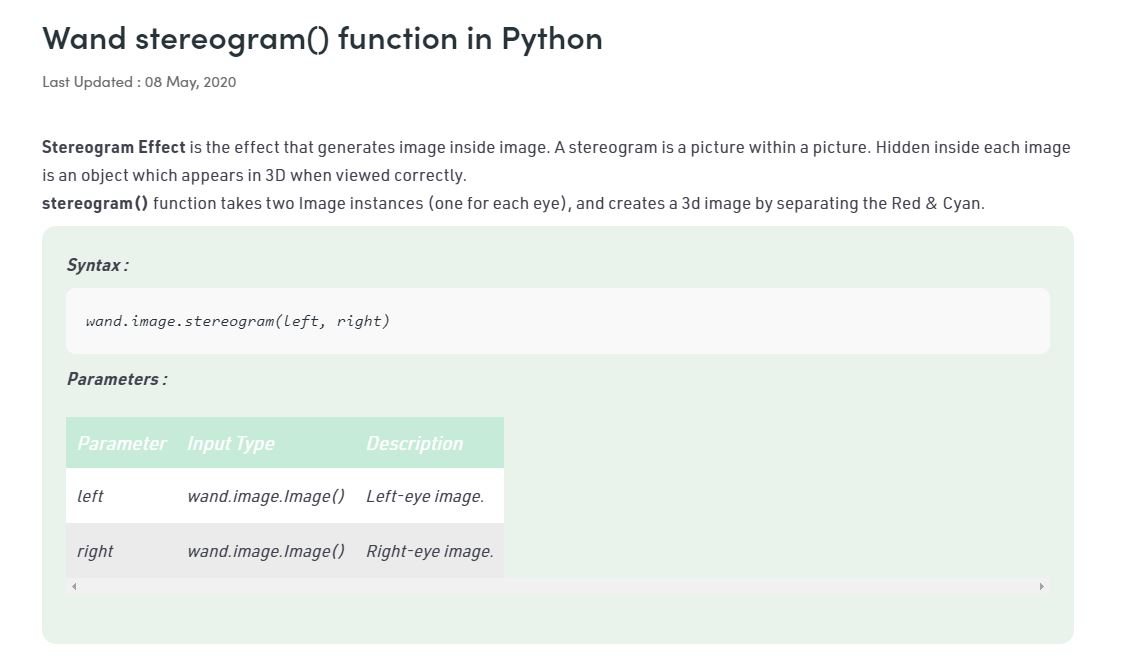 Wand stereogram() function in Python
Last Updated : 08 May, 2020
Stereogram Effect is the effect that generates image inside image. A stereogram is a picture within a picture. Hidden inside each image
is an object which appears in 3D when viewed correctly.
stereogram() function takes two Image instances (one for each eye), and creates a 3d image by separating the Red & Cyan.
Syntax :
wand.image.stereogram(left, right)
Parameters :
Parameter Input Type Description
left wand.image.Image() Left-eye image.
right wand.image.Image() Right-eye image.